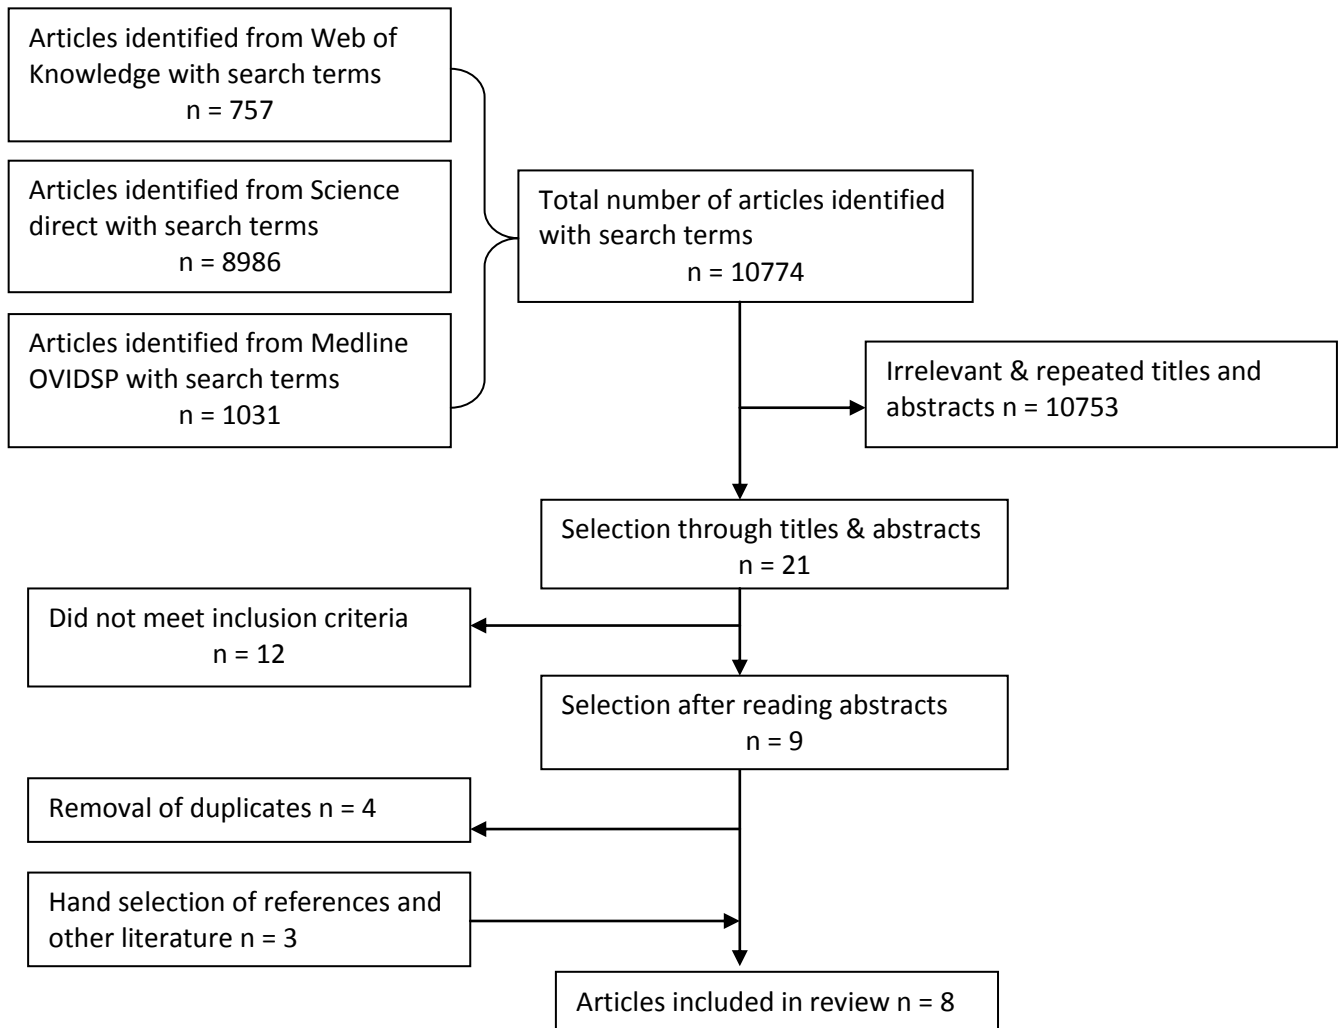 Articles identified from Web of
Knowledge with search terms
n = 757
Articles identified from Science
direct with search terms
n = 8986
Articles identified from Medline
OVIDSP with search terms
n = 1031
Total number of articles identified
with search terms
n = 10774
Irrelevant & repeated titles and
abstracts n = 10753
Selection through titles & abstracts
n = 21
Did not meet inclusion criteria
n = 12
Selection after reading abstracts
n = 9
Removal of duplicates n = 4
Hand selection of references and
other literature n = 3
Articles included in review n = 8